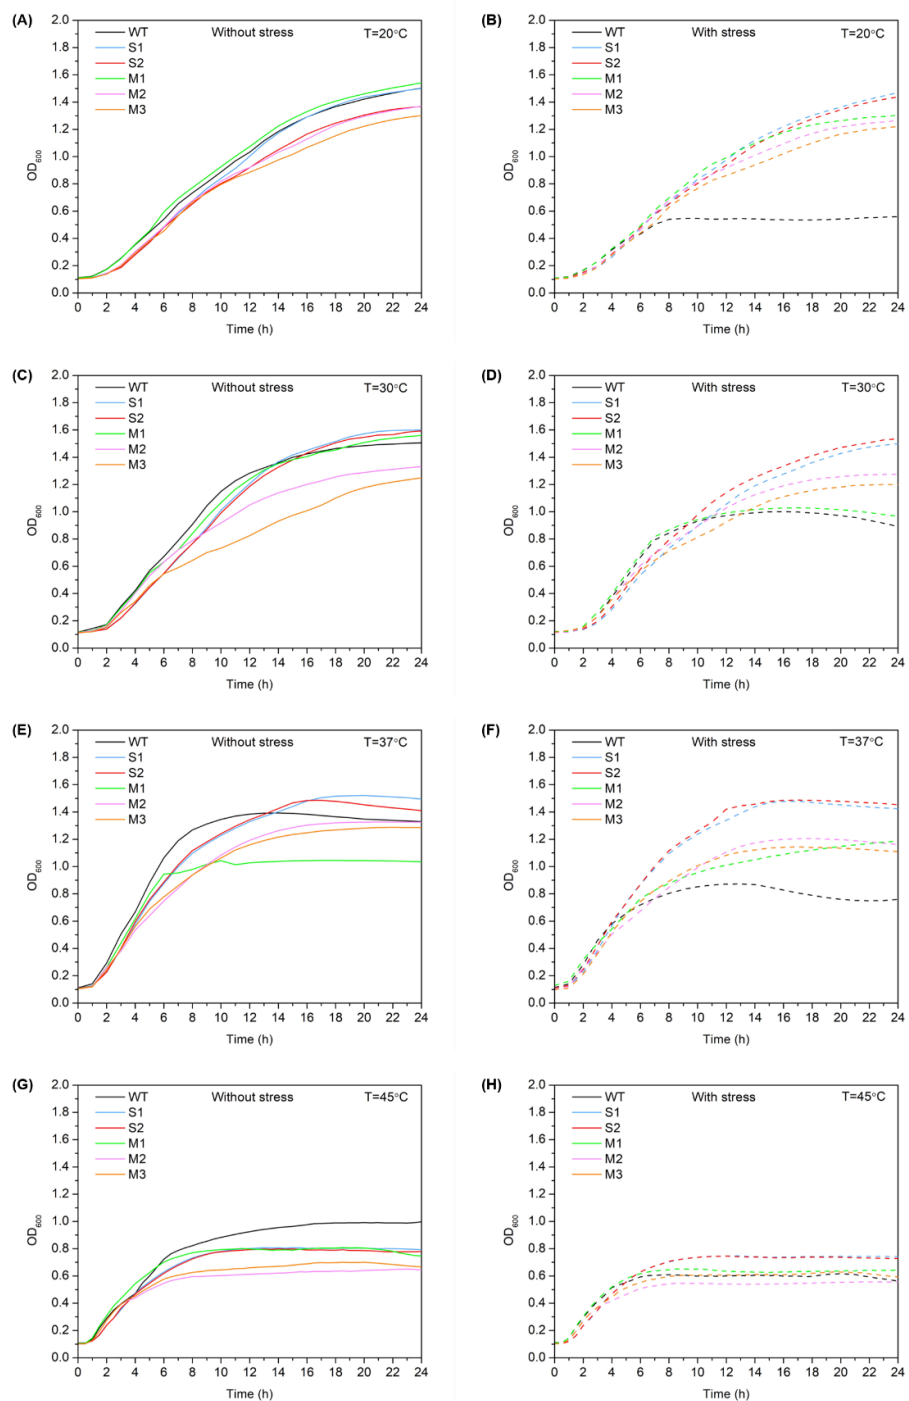 (A)
WT
S1
S2
M1
M2
M3
Without stress
T=20°C
2.0
1.8
1.6
1.4
1.2
1.0
0.8
0.6
0.4
0.2
0.0
OD600
0 2 4 6 8 10 12 14 16 18 20 22 24
Time (h)
(B)
WT
S1
S2
M1
M2
M3
With stress
T=20°C
2.0
1.8
1.6
1.4
1.2
1.0
0.8
0.6
0.4
0.2
0.0
OD600
0 2 4 6 8 10 12 14 16 18 20 22 24
Time (h)
(C)
WT
S1
S2
M1
M2
M3
Without stress
T=30°C
2.0
1.8
1.6
1.4
1.2
1.0
0.8
0.6
0.4
0.2
0.0
OD600
0 2 4 6 8 10 12 14 16 18 20 22 24
Time (h)
(D)
WT
S1
S2
M1
M2
M3
With stress
T=30°C
2.0
1.8
1.6
1.4
1.2
1.0
0.8
0.6
0.4
0.2
0.0
OD600
0 2 4 6 8 10 12 14 16 18 20 22 24
Time (h)
(E)
WT
S1
S2
M1
M2
M3
Without stress
T=37°C
2.0
1.8
1.6
1.4
1.2
1.0
0.8
0.6
0.4
0.2
0.0
OD600
0 2 4 6 8 10 12 14 16 18 20 22 24
Time (h)
(F)
WT
S1
S2
M1
M2
M3
With stress
T=37°C
2.0
1.8
1.6
1.4
1.2
1.0
0.8
0.6
0.4
0.2
0.0
OD600
0 2 4 6 8 10 12 14 16 18 20 22 24
Time (h)
(G)
WT
S1
S2
M1
M2
M3
Without stress
T=45°C
2.0
1.8
1.6
1.4
1.2
1.0
0.8
0.6
0.4
0.2
0.0
OD600
0 2 4 6 8 10 12 14 16 18 20 22 24
Time (h)
(H)
WT
S1
S2
M1
M2
M3
With stress
T=45°C
2.0
1.8
1.6
1.4
1.2
1.0
0.8
0.6
0.4
0.2
0.0
OD600
0 2 4 6 8 10 12 14 16 18 20 22 24
Time (h)